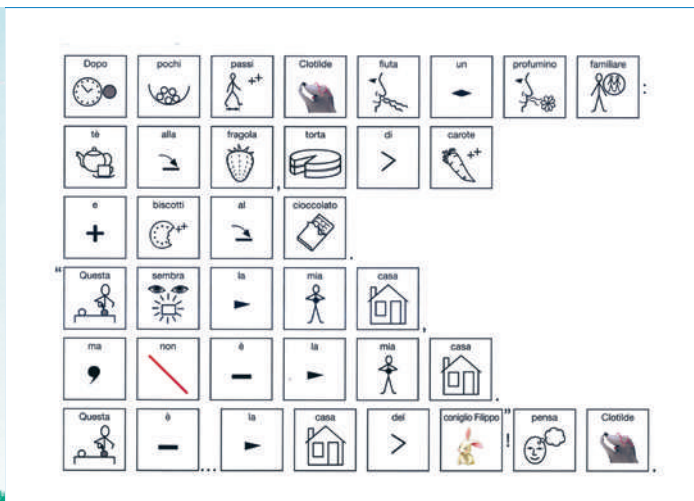 Dopo pochi passi Clotilde fiuta un profumino familiare :
tè alla fragola , torta di carote
e biscotti al cioccolato .
“ Questa sembra la mia casa ,
ma non è la mia casa .
Questa è ... la casa del coniglio Filippo ” ! pensa Clotilde .